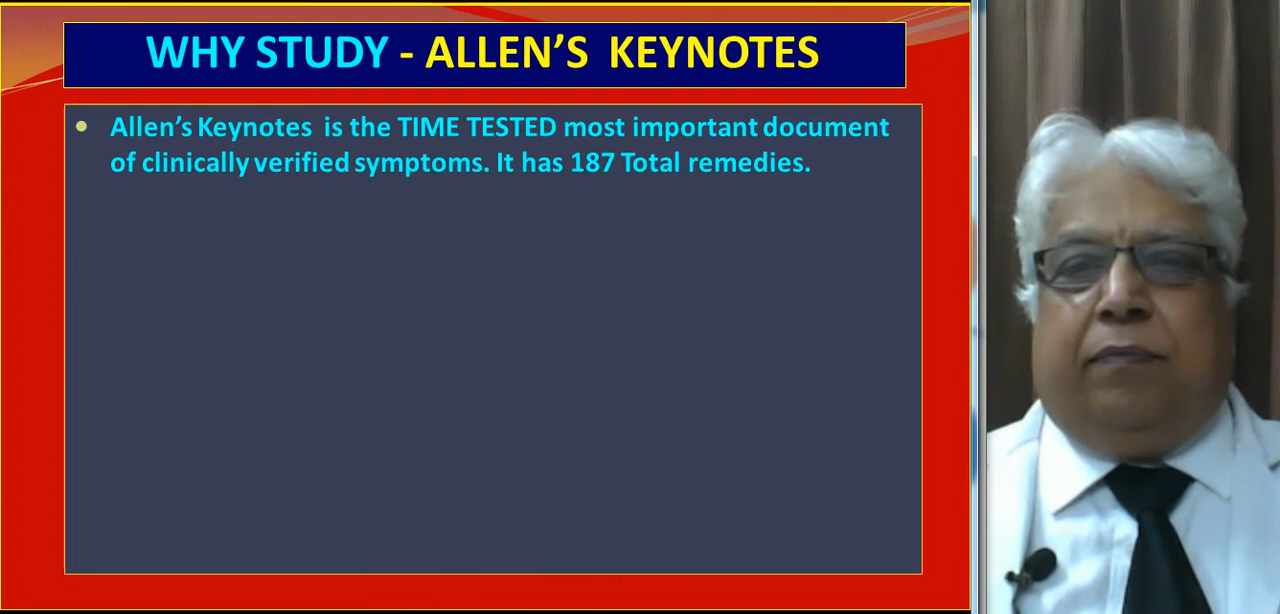 WHY STUDY - ALLEN’S KEYNOTES
Allen’s Keynotes is the TIME TESTED most important document
of clinically verified symptoms. It has 187 Total remedies.